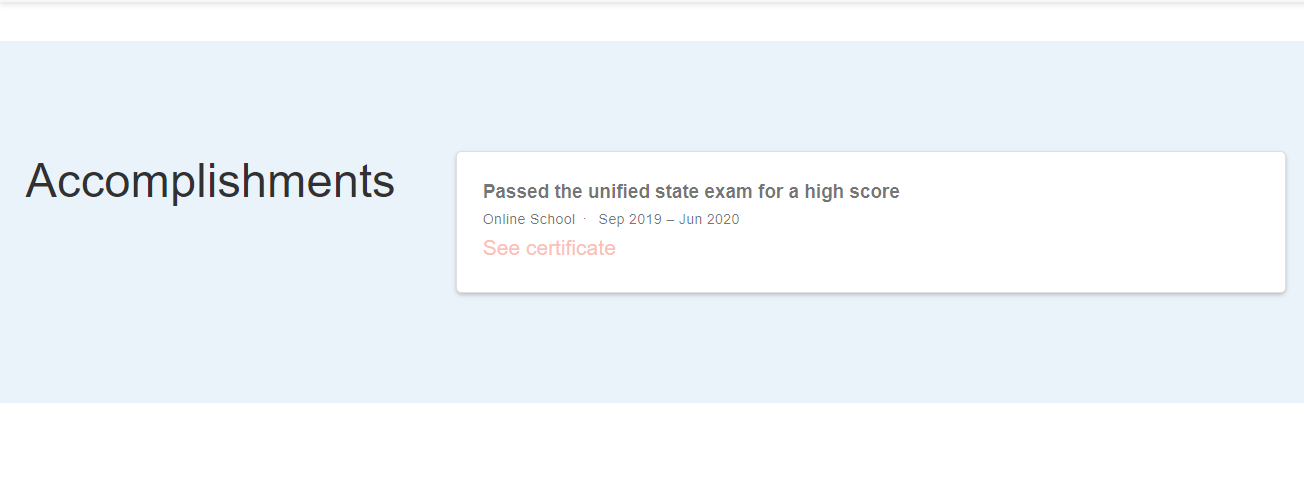 Accomplishments
Passed the unified state exam for a high score
Online School · Sep 2019 – Jun 2020
See certificate